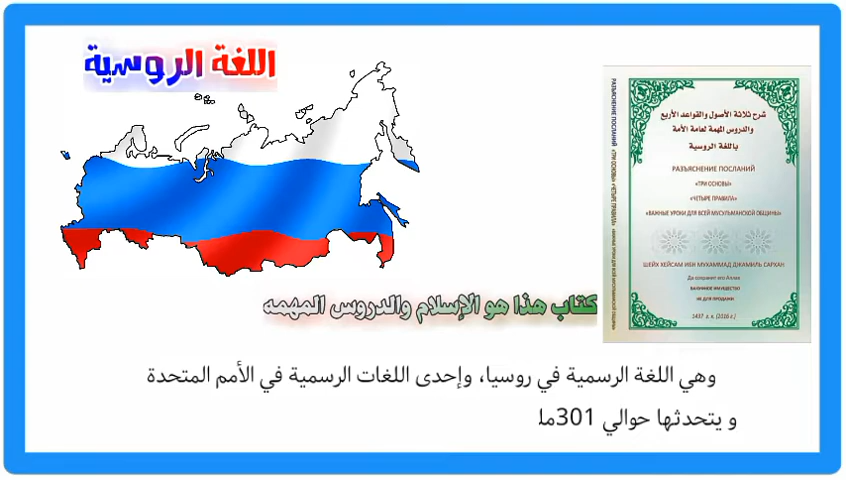 اللغة الروسية
شرح ثلاثة الأصول والقواعد الأربع
والدروس المهمة لعامة الأمة
باللغة الروسية
РАЗЪЯСНЕНИЕ ПОСЛАНИЙ
«ТРИ ОСНОВЫ»
«ЧЕТЫРЕ ПРАВИЛА»
«ВАЖНЫЕ УРОКИ ДЛЯ ВСЕЙ МУСУЛЬМАНСКОЙ ОБЩИНЫ»
ШЕЙХ ХЕЙСАМ ИБН МУХАММАД ДЖАМИЛЬ САРХАН
Да сохранит его Аллах
ВАКУФНОЕ ИМУЩЕСТВО
НЕ ДЛЯ ПРОДАЖИ
1437 г. х. (2016 г.)
كتاب هذا هو الإسلام والدروس المهمه
وهي اللغة الرسمية في روسيا، وإحدى اللغات الرسمية في الأمم المتحدة
و يتحدثها حوالي 301مل